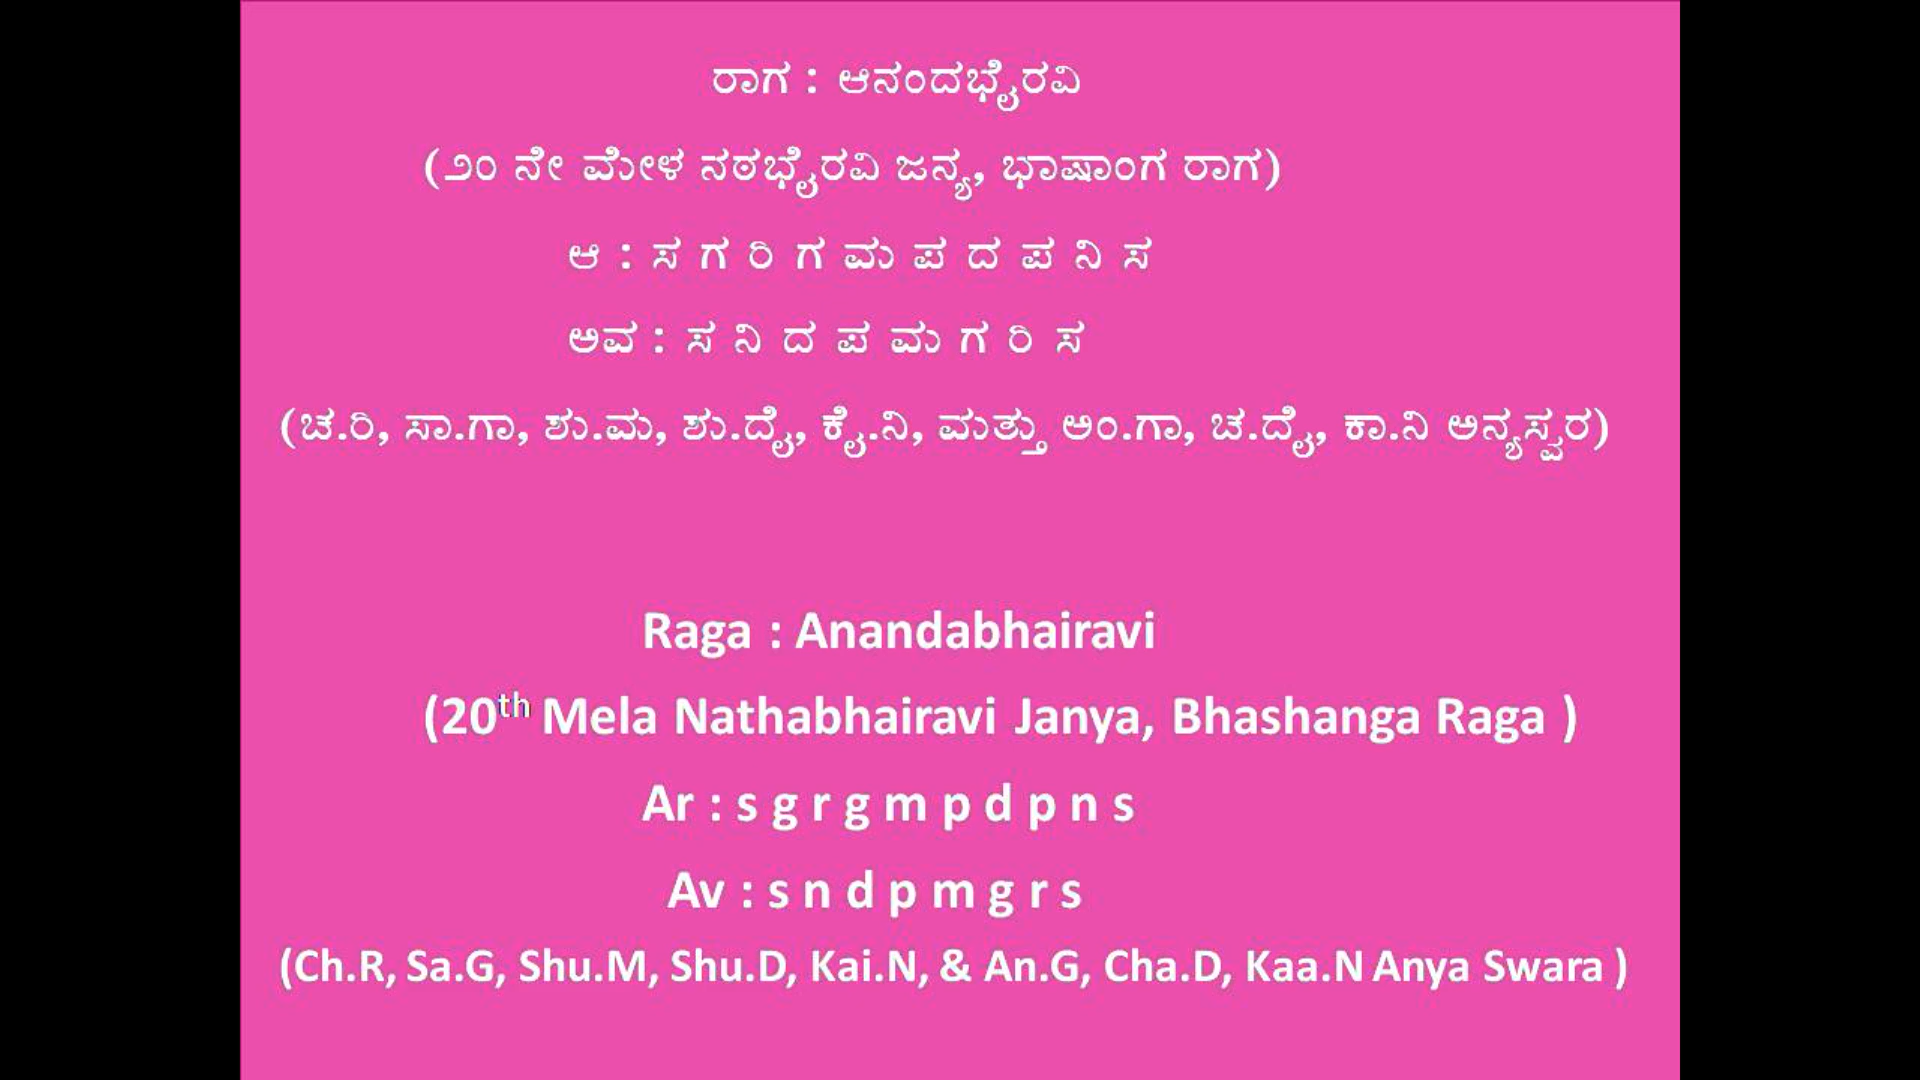 ರಾಗ : ಆನಂದಭೈರವಿ
(೨೦ ನೇ ಮೇಳ ನಠಭೈರವಿ ಜನ್ಯ, ಭಾಷಾಂಗ ರಾಗ)
ಆ : ಸ ಗ ರಿ ಗ ಮ ಪ ದ ಪ ನಿ ಸ
ಅವ : ಸ ನಿ ದ ಪ ಮ ಗ ರಿ ಸ
(ಚ.ರಿ, ಸಾ.ಗಾ, ಶು.ಮ, ಶು.ದೈ, ಕೈ.ನಿ, ಮತ್ತು ಅಂ.ಗಾ, ಚ.ದೈ, ಕಾ.ನಿ ಅನ್ಯಸ್ವರ)
Raga : Anandabhairavi
(20th Mela Nathabhairavi Janya, Bhashanga Raga )
Ar : s g r g m p d p n s
Av : s n d p m g r s
(Ch.R, Sa.G, Shu.M, Shu.D, Kai.N, & An.G, Cha.D, Kaa.N Anya Swara )